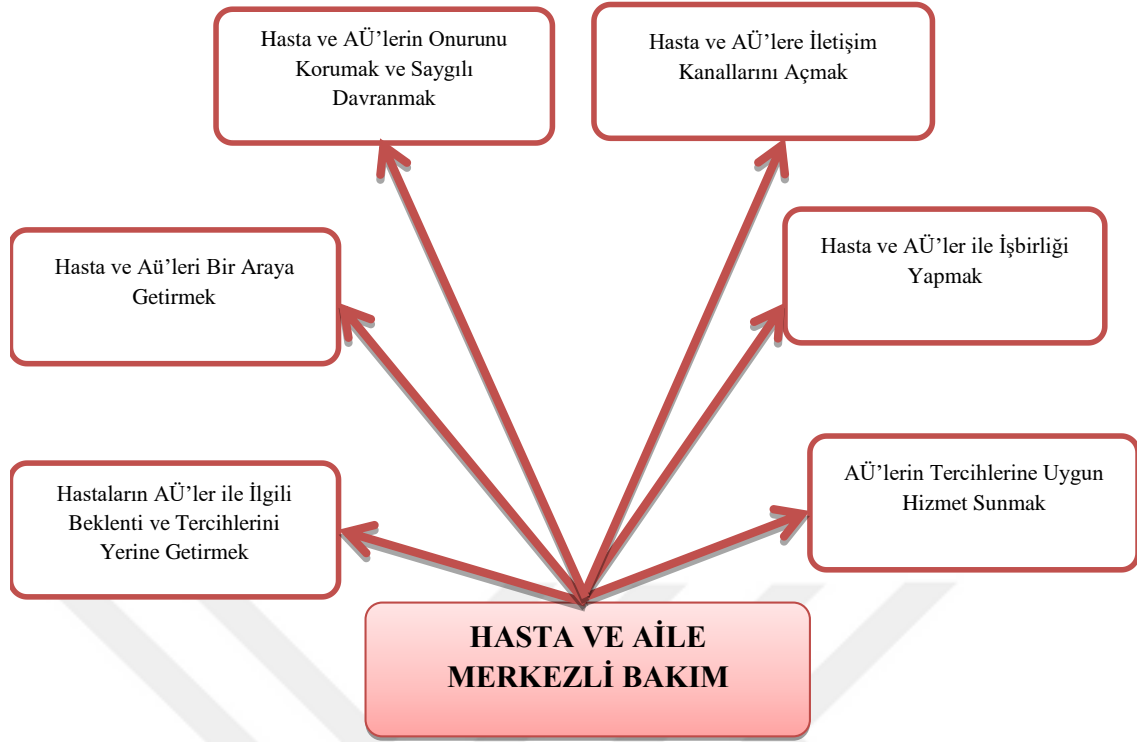 Hasta ve AÜ’lerin Onurunu
Korumak ve Saygılı
Davranmak
Hasta ve AÜ’lere İletişim
Kanallarını Açmak
Hasta ve Aü’leri Bir Araya
Getirmek
Hasta ve AÜ’ler ile İşbirliği
Yapmak
Hastaların AÜ’ler ile İlgili
Beklenti ve Tercihlerini
Yerine Getirmek
AÜ’lerin Tercihlerine Uygun
Hizmet Sunmak
HASTA VE AİLE
MERKEZLİ BAKIM